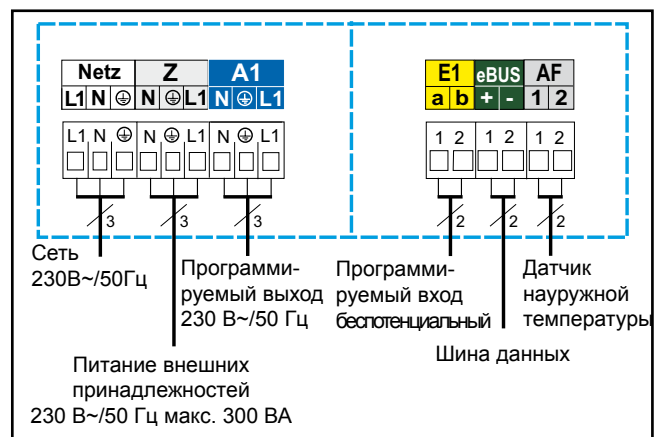 Netz Z A1 E1 eBUS AF
L1 N ⏚ N ⏚ L1 N ⏚ L1 a b + - 1 2
L1 N ⏚ N ⏚ L1 N ⏚ L1 1 2 1 2 1 2
3 3 3 2 2 2
Сеть
230В~/50Гц
Программи-
руемый выход
230 В~/50 Гц
Программи-
руемый вход
беспотенциальный
Датчик
науружной
температуры
Шина данных
Питание внешних
принадлежностей
230 В~/50 Гц макс. 300 ВА